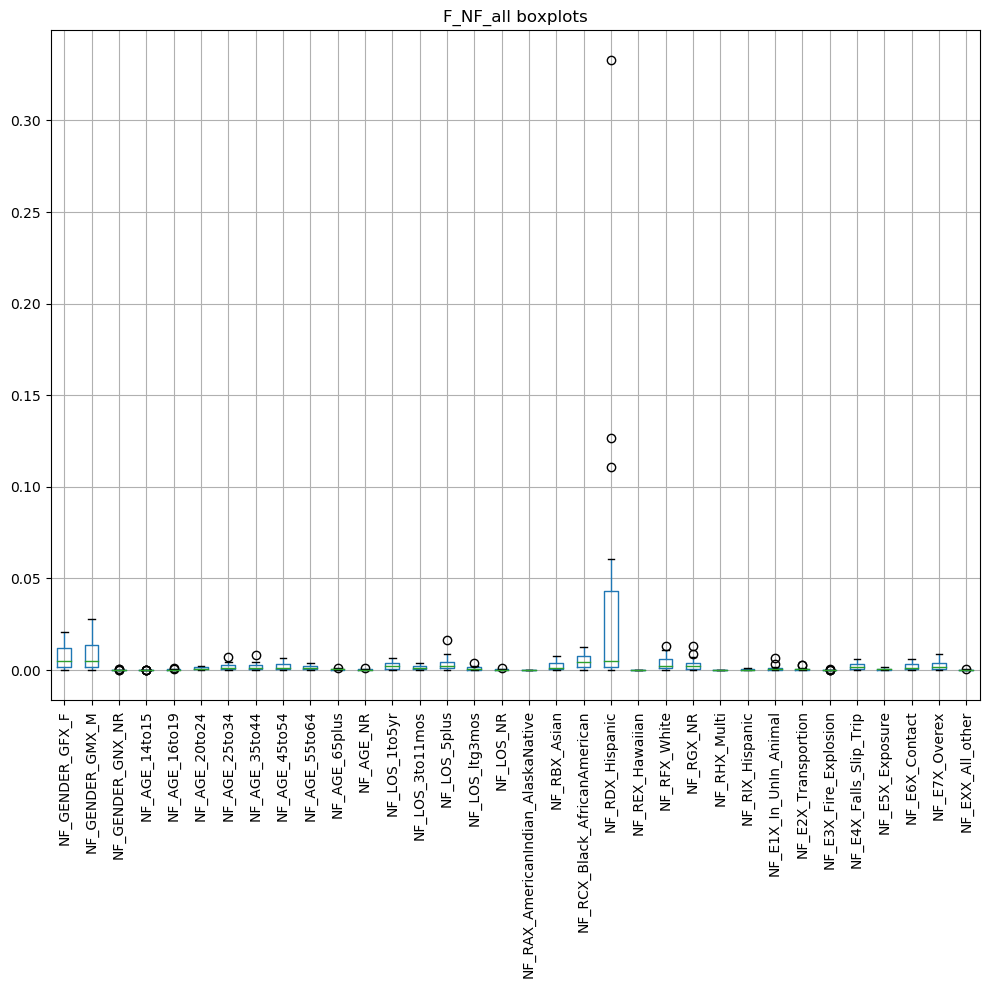 F_NF_all boxplots
0.30
0.25
0.20
0.15
0.10
0.05
0.00
NF_GENDER_GFX_F
NF_GENDER_GMX_M
NF_GENDER_GNX_NR
NF_AGE_14to15
NF_AGE_16to19
NF_AGE_20to24
NF_AGE_25to34
NF_AGE_35to44
NF_AGE_45to54
NF_AGE_55to64
NF_AGE_65plus
NF_AGE_NR
NF_LOS_1to5yr
NF_LOS_3to11mos
NF_LOS_5plus
NF_LOS_ltg3mos
NF_LOS_NR
NF_RAX_AmericanIndian_AlaskaNative
NF_RBX_Asian
NF_RCX_Black_AfricanAmerican
NF_RDX_Hispanic
NF_REX_Hawaiian
NF_RFX_White
NF_RGX_NR
NF_RHX_Multi
NF_RIX_Hispanic
NF_E1X_In_UnIn_Animal
NF_E2X_Transportion
NF_E3X_Fire_Explosion
NF_E4X_Falls_Slip_Trip
NF_E5X_Exposure
NF_E6X_Contact
NF_E7X_Overex
NF_EXX_All_other